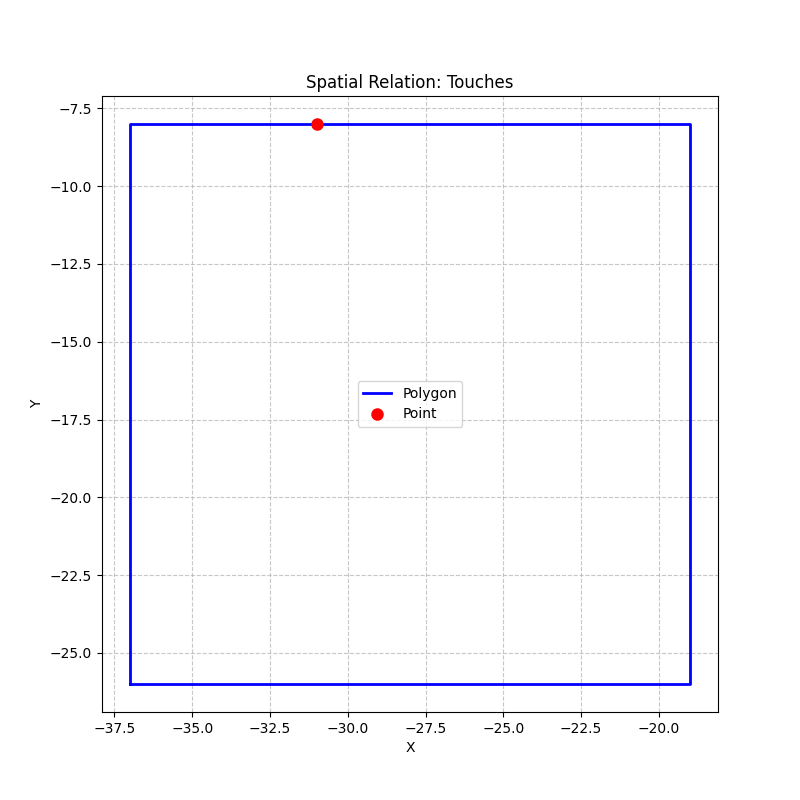 Spatial Relation: Touches
−7.5
−10.0
−12.5
−15.0
−17.5
−20.0
−22.5
−25.0
Y
Polygon
Point
−37.5 −35.0 −32.5 −30.0 −27.5 −25.0 −22.5 −20.0
X